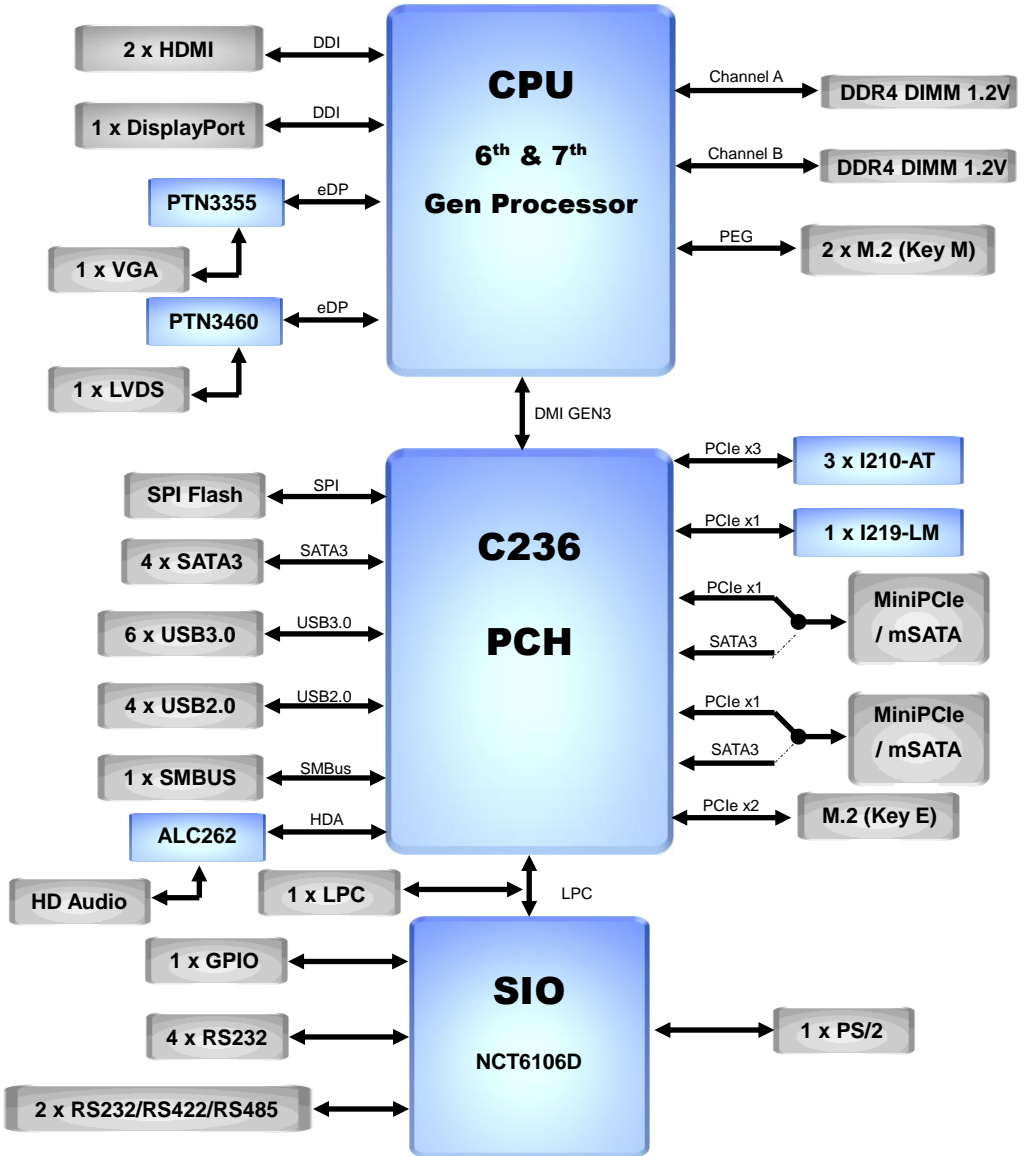 2 x HDMI
DDI
1 x DisplayPort
DDI
PTN3355
eDP
1 x VGA
PTN3460
eDP
1 x LVDS
CPU
6th & 7th
Gen Processor
Channel A
DDR4 DIMM 1.2V
Channel B
DDR4 DIMM 1.2V
PEG
2 x M.2 (Key M)
DMI GEN3
SPI Flash
SPI
4 x SATA3
SATA3
6 x USB3.0
USB3.0
4 x USB2.0
USB2.0
1 x SMBUS
SMBus
ALC262
HDA
HD Audio
C236
PCH
PCIe x3
3 x I210-AT
PCIe x1
1 x I219-LM
PCIe x1
SATA3
MiniPCIe
/ mSATA
PCIe x1
SATA3
MiniPCIe
/ mSATA
PCIe x2
M.2 (Key E)
1 x LPC
LPC
1 x GPIO
4 x RS232
2 x RS232/RS422/RS485
SIO
NCT6106D
1 x PS/2